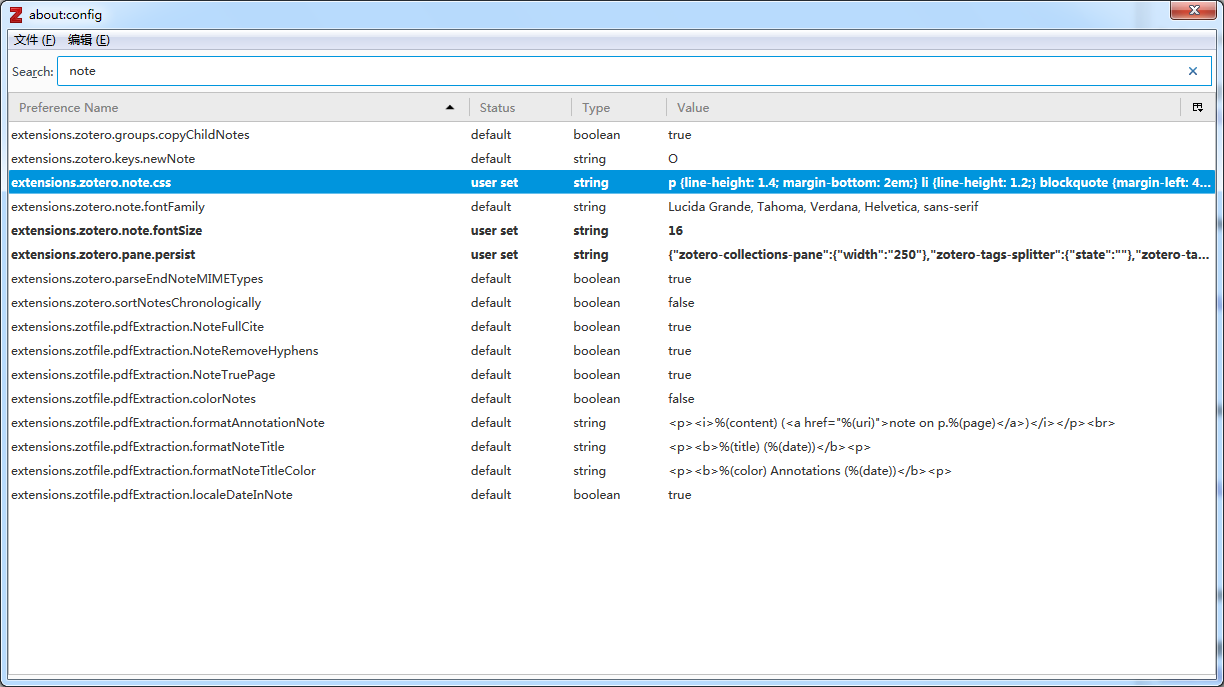 about:config
文件 (F) 编辑 (E)
Search: note
Preference Name Status Type Value
extensions.zotero.groups.copyChildNotes default boolean true
extensions.zotero.keys.newNote default string O
extensions.zotero.note.css user set string p {line-height: 1.4; margin-bottom: 2em;} li {line-height: 1.2;} blockquote {margin-left: 4...
extensions.zotero.note.fontFamily default string Lucida Grande, Tahoma, Verdana, Helvetica, sans-serif
extensions.zotero.note.fontSize user set string 16
extensions.zotero.pane.persist user set string {"zotero-collections-pane":{"width":"250"},"zotero-tags-splitter":{"state":""},"zotero-ta...
extensions.zotero.parseEndNoteMIMETypes default boolean true
extensions.zotero.sortNotesChronologically default boolean false
extensions.zotfile.pdfExtraction.NoteFullCite default boolean true
extensions.zotfile.pdfExtraction.NoteRemoveHyphens default boolean true
extensions.zotfile.pdfExtraction.NoteTruePage default boolean true
extensions.zotfile.pdfExtraction.colorNotes default boolean false
extensions.zotfile.pdfExtraction.formatAnnotationNote default string <p><i>%(content) (<a href="%(uri)">note on p.%(page)</a>)</i></p><br>
extensions.zotfile.pdfExtraction.formatNoteTitle default string <p><b>%(title) (%(date))</b><p>
extensions.zotfile.pdfExtraction.formatNoteTitleColor default string <p><b>%(color) Annotations (%(date))</b><p>
extensions.zotfile.pdfExtraction.localeDateInNote default boolean true